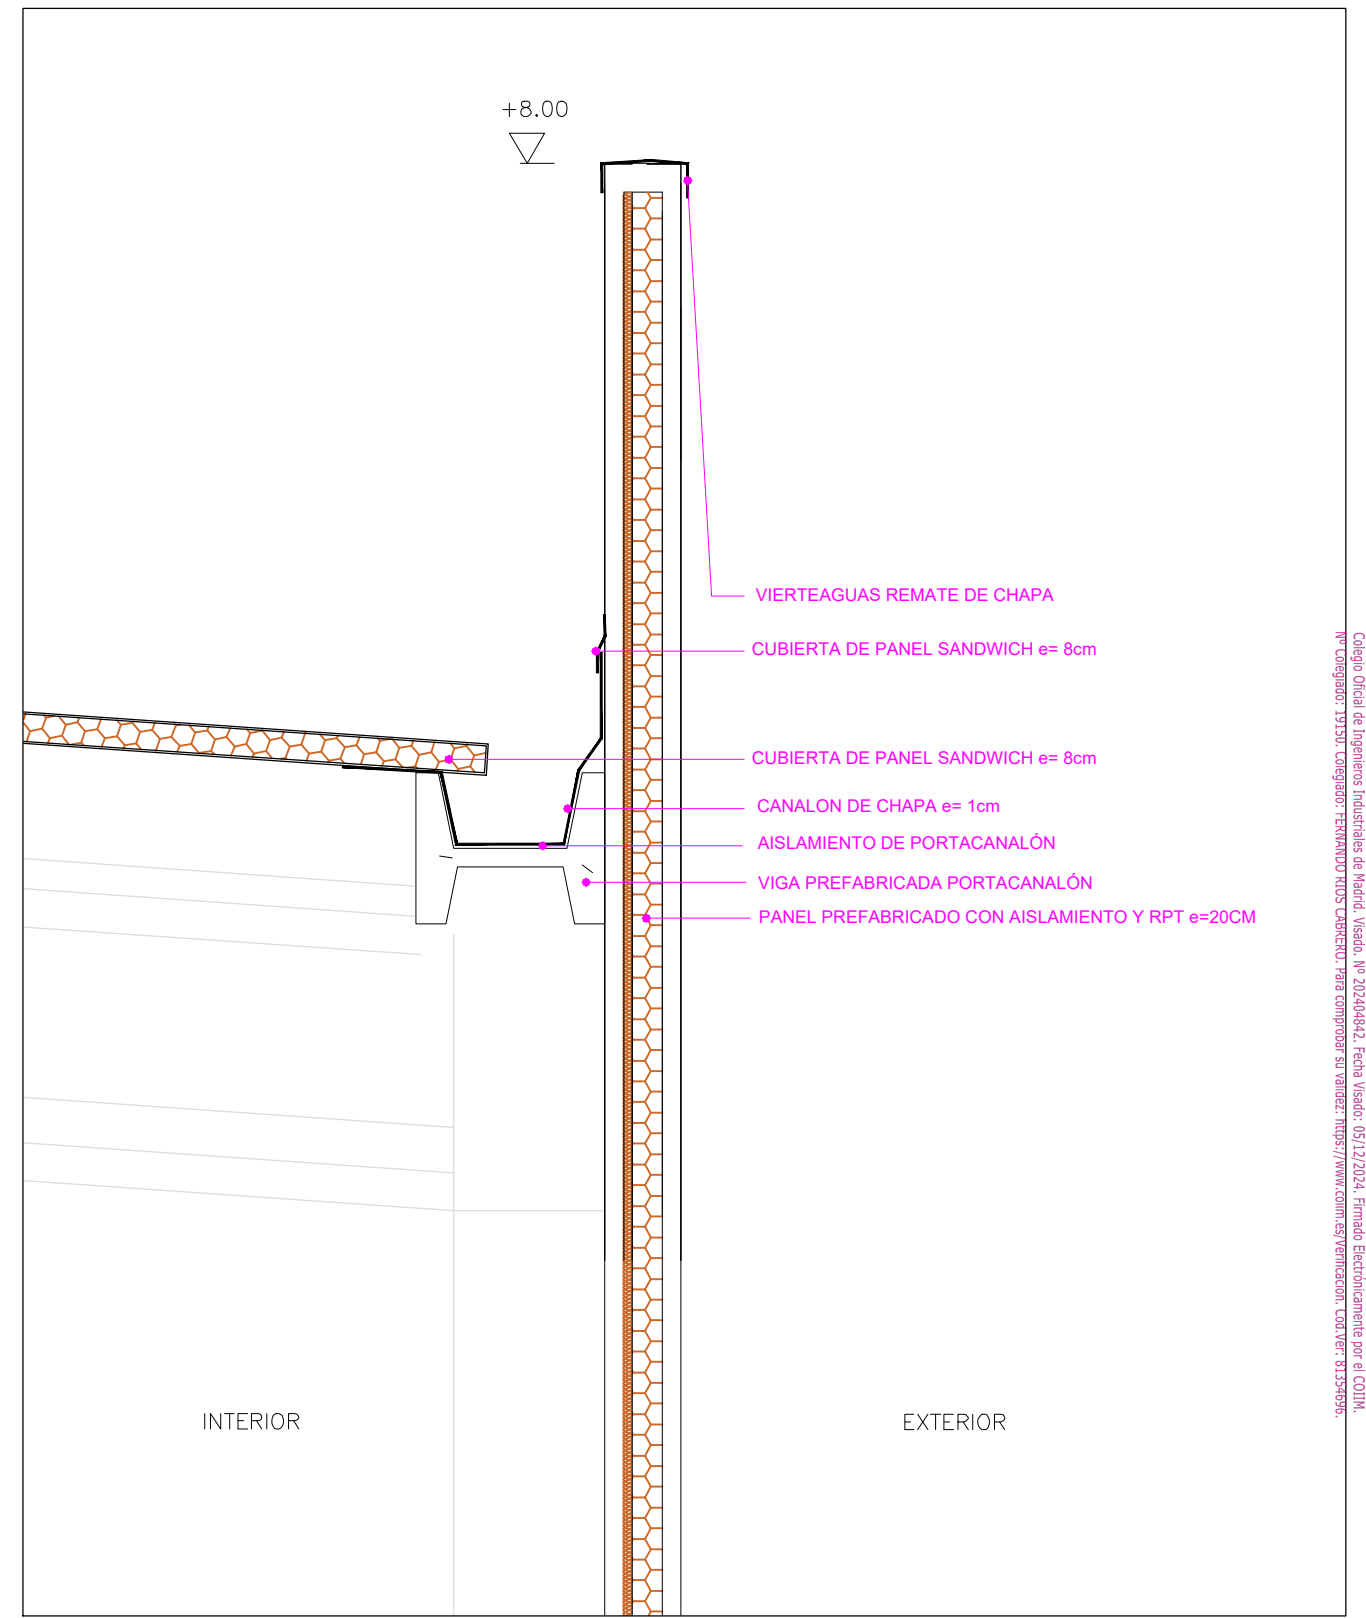 +8.00
VIERTEAGUAS REMATE DE CHAPA
CUBIERTA DE PANEL SANDWICH e= 8cm
CUBIERTA DE PANEL SANDWICH e= 8cm
CANALON DE CHAPA e= 1cm
AISLAMIENTO DE PORTACANALÓN
VIGA PREFABRICADA PORTACANALÓN
PANEL PREFABRICADO CON AISLAMIENTO Y RPT e=20CM
INTERIOR
EXTERIOR
Colegio Oficial de Ingenieros Industriales de Madrid. Visado. Nº 202404842. Fecha Visado: 05/12/2024. Firmado Electrónicamente por el COIIM.
Nº Colegiado: 19150. Colegiado: FERNANDO RIOS CABRERO. Para comprobar su validez: https://www.coiim.es/Verificacion. Cod.Ver: 81354696.